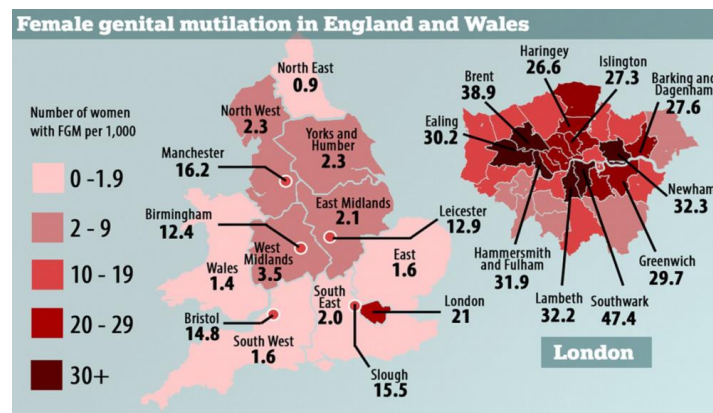 Female genital mutilation in England and Wales
Number of women
with FGM per 1,000
0 - 1.9
2 - 9
10 - 19
20 - 29
30+
North East
0.9
North West
2.3
Yorks and
Humber
2.3
Manchester
16.2
East Midlands
2.1
Birmingham
12.4
Leicester
12.9
West
Midlands
3.5
Wales
1.4
East
1.6
South
East
2.0
London
21
Bristol
14.8
South West
1.6
Slough
15.5
Haringey
26.6
Islington
27.3
Brent
38.9
Barking and
Dagenham
27.6
Ealing
30.2
Newham
32.3
Hammersmith
and Fulham
31.9
Greenwich
29.7
Lambeth
32.2
Southwark
47.4
London